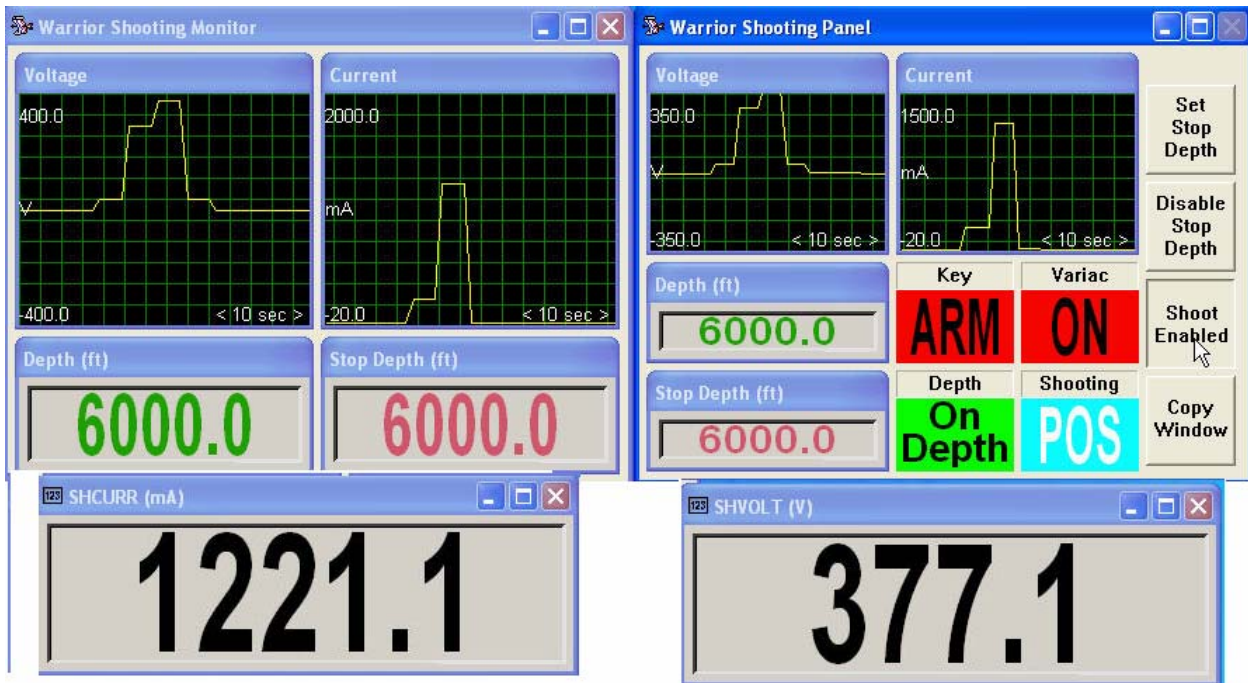 Warrior Shooting Monitor
Voltage
400.0
V
-400.0
< 10 sec >
Current
2000.0
mA
-20.0
< 10 sec >
Depth (ft)
6000.0
Stop Depth (ft)
6000.0
Warrior Shooting Panel
Voltage
350.0
V
-350.0
< 10 sec >
Current
1500.0
mA
-20.0
< 10 sec >
Depth (ft)
6000.0
Stop Depth (ft)
6000.0
Key
ARM
Variac
ON
Depth
On
Depth
Shooting
POS
Set
Stop
Depth
Disable
Stop
Depth
Shoot
Enabled
Copy
Window
123 SHCURR (mA)
1221.1
123 SHVOLT (V)
377.1